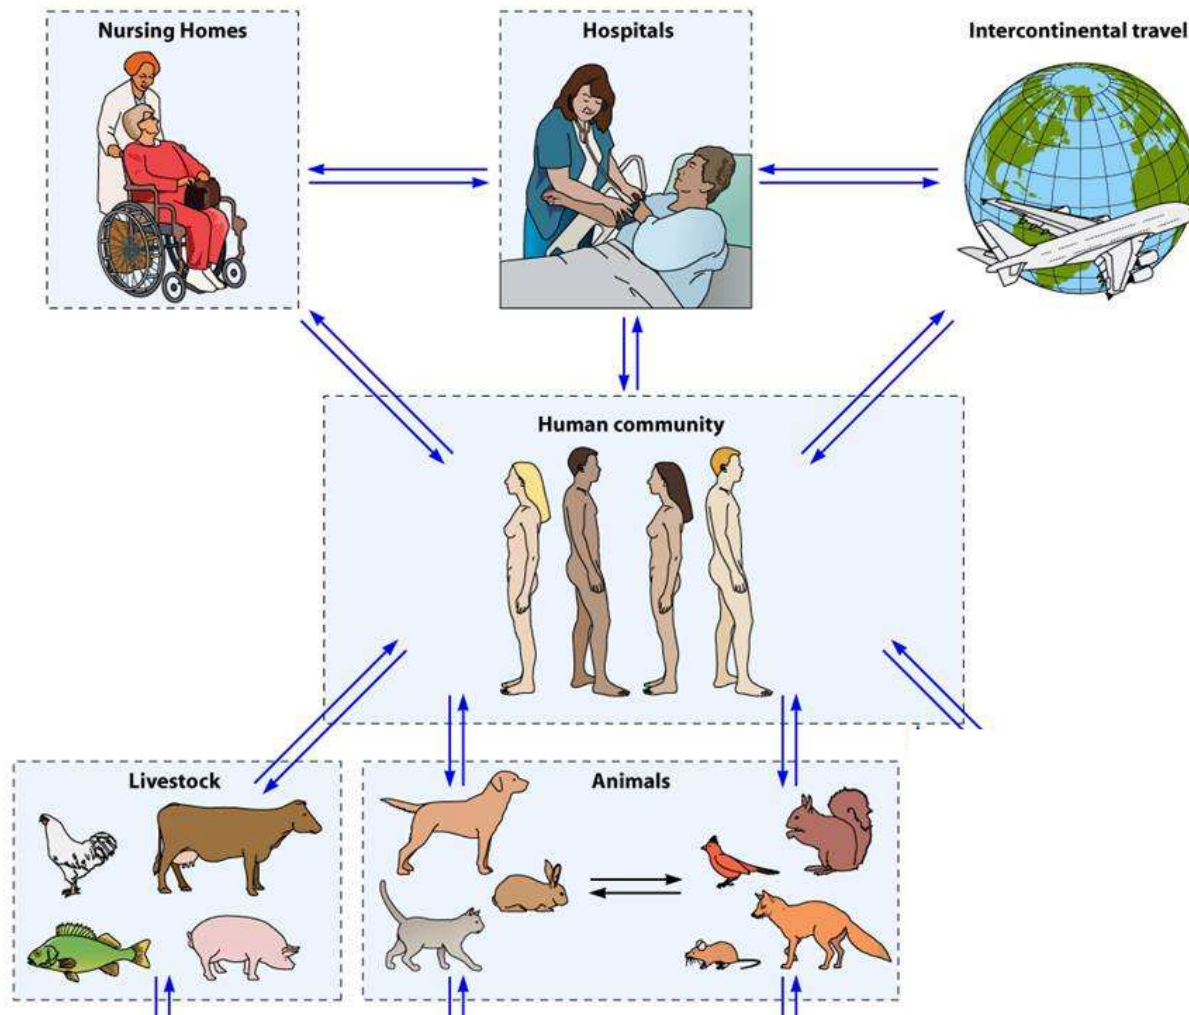 Nursing Homes
Hospitals
Intercontinental travel
Human community
Livestock
Animals